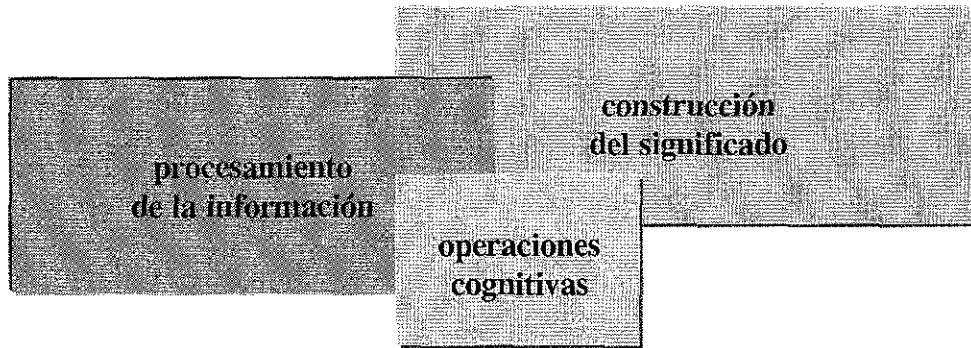 procesamiento
de la información
construcción
del significado
operaciones
cognitivas